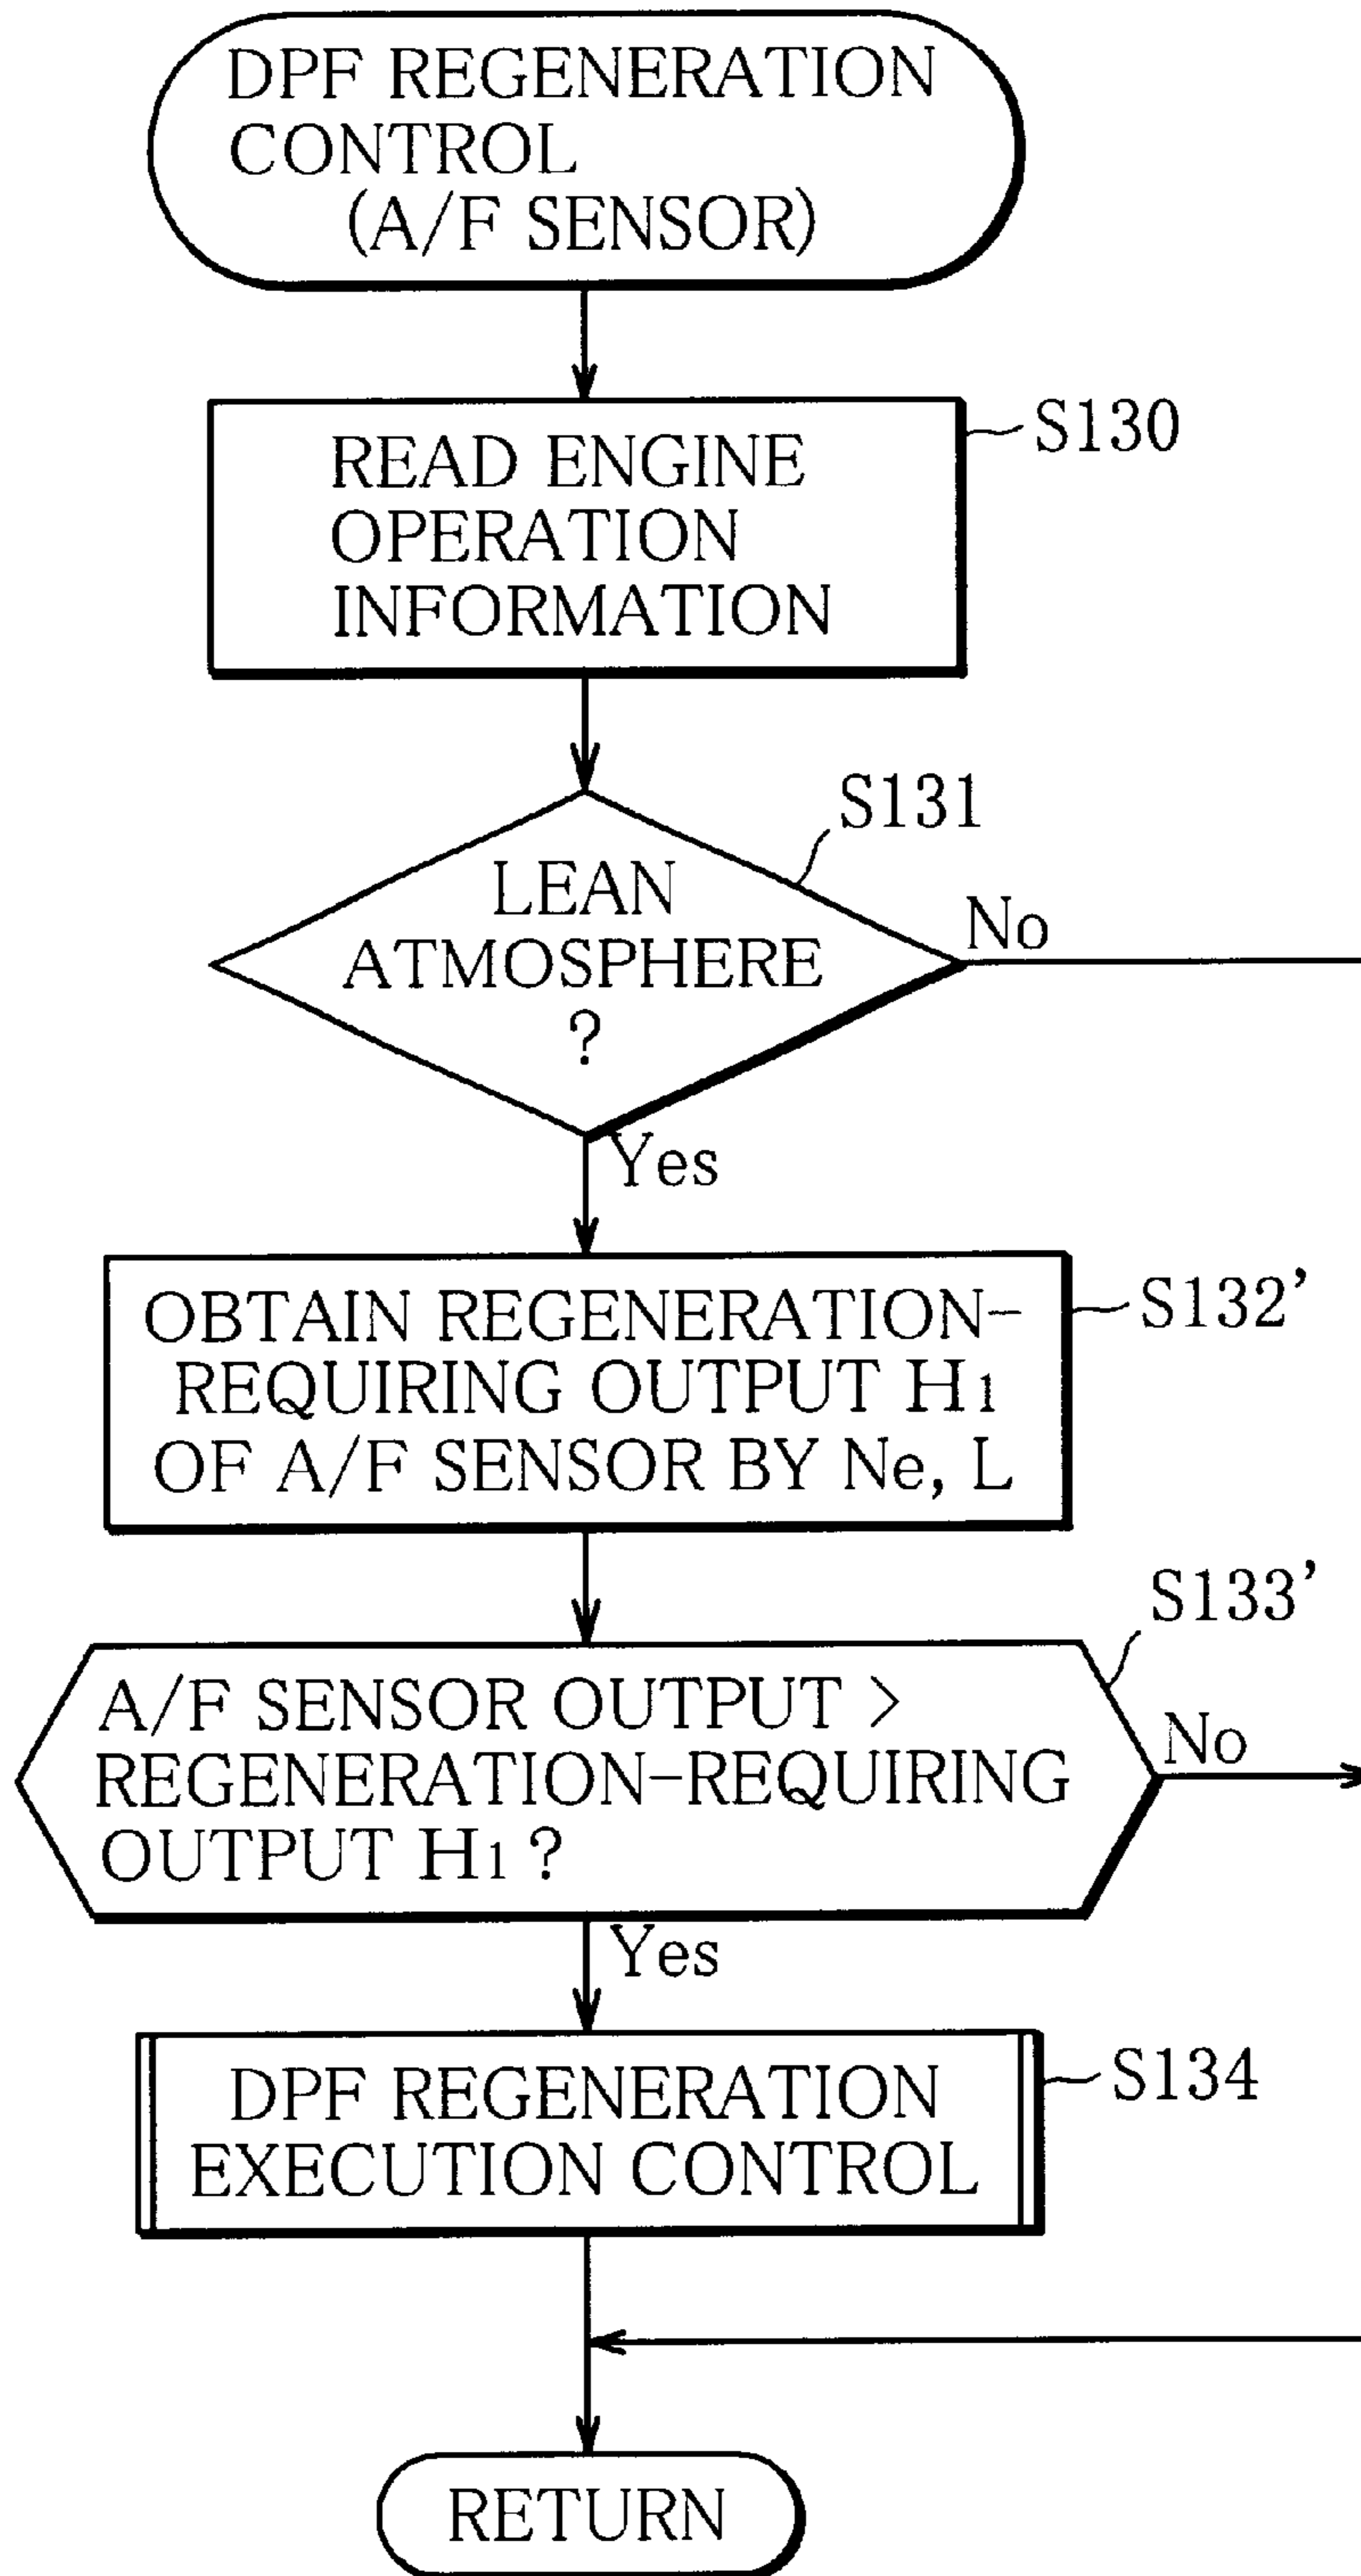 DPF REGENERATION
CONTROL
(A/F SENSOR)
S130
READ ENGINE
OPERATION
INFORMATION
S131
LEAN
ATMOSPHERE
?
No
Yes
S132'
OBTAIN REGENERATION-
REQUIRING OUTPUT H1
OF A/F SENSOR BY Ne, L
S133'
A/F SENSOR OUTPUT >
REGENERATION-REQUIRING
OUTPUT H1 ?
No
Yes
S134
DPF REGENERATION
EXECUTION CONTROL
RETURN